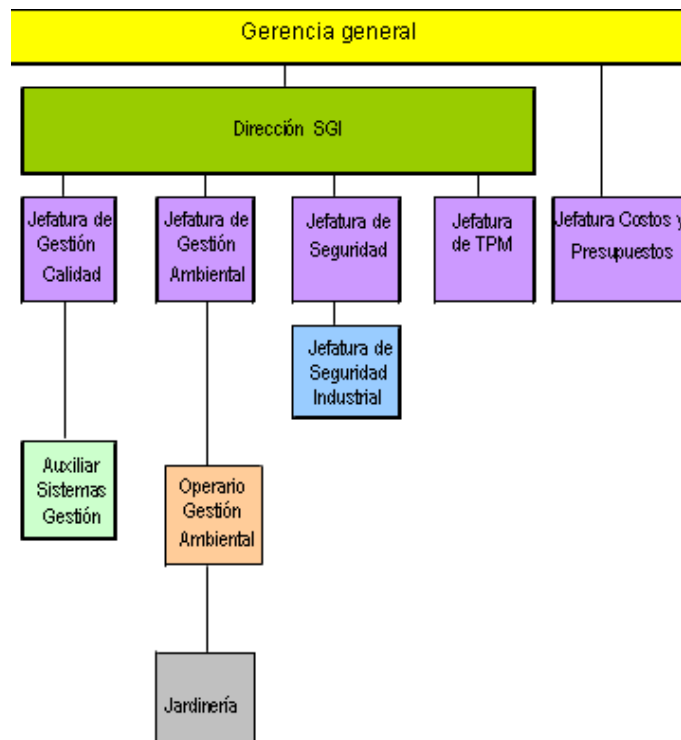 Gerencia general
Dirección SGI
Jefatura de
Gestión
Calidad
Jefatura de
Gestión
Ambiental
Jefatura de
Seguridad
Jefatura
de TPM
Jefatura Costos y
Presupuestos
Jefatura de
Seguridad
Industrial
Auxiliar
Sistemas
Gestión
Operario
Gestión
Ambiental
Jardinería